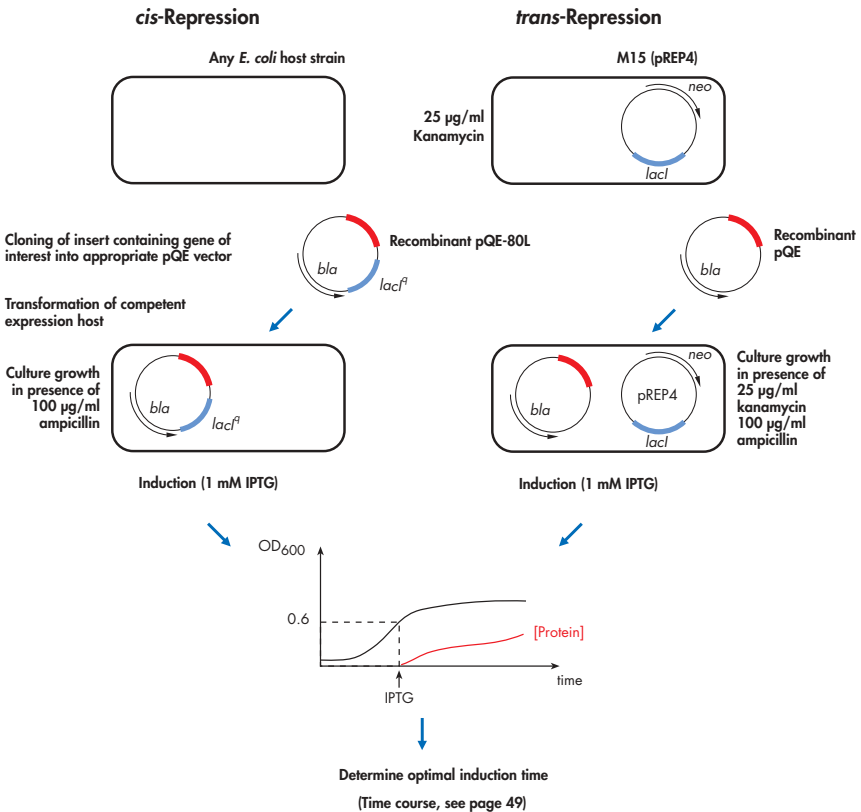 cis-Repression
trans-Repression
Any E. coli host strain
M15 (pREP4)
25 µg/ml
Kanamycin
neo
lacI
Cloning of insert containing gene of
interest into appropriate pQE vector
bla
lacIq
Recombinant pQE-80L
bla
Recombinant
pQE
Transformation of competent
expression host
Culture growth
in presence of
100 µg/ml
ampicillin
bla
lacIq
bla
pREP4
neo
lacI
Culture growth
in presence of
25 µg/ml
kanamycin
100 µg/ml
ampicillin
Induction (1 mM IPTG)
Induction (1 mM IPTG)
OD600
0.6
[Protein]
time
IPTG
Determine optimal induction time
(Time course, see page 49)